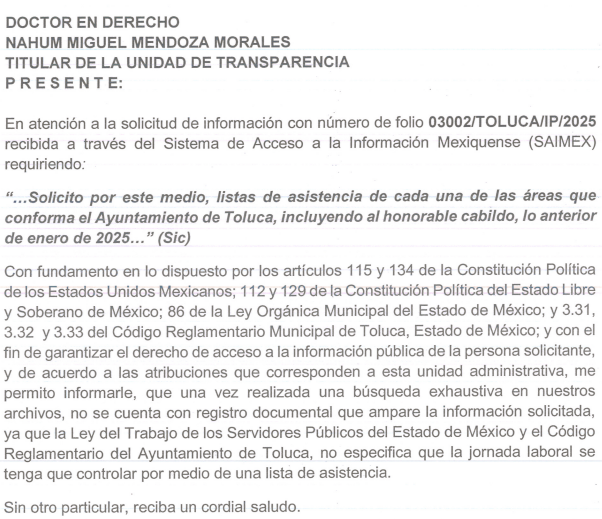 DOCTOR EN DERECHO
NAHUM MIGUEL MENDOZA MORALES
TITULAR DE LA UNIDAD DE TRANSPARENCIA
P R E S E N T E:
En atención a la solicitud de información con número de folio 03002/TOLUCA/IP/2025
recibida a través del Sistema de Acceso a la Información Mexiquense (SAIMEX)
requiriendo:
“…Solicito por este medio, listas de asistencia de cada una de las áreas que
conforma el Ayuntamiento de Toluca, incluyendo al honorable cabildo, lo anterior
de enero de 2025…” (Sic)
Con fundamento en lo dispuesto por los artículos 115 y 134 de la Constitución Política
de los Estados Unidos Mexicanos; 112 y 129 de la Constitución Política del Estado Libre
y Soberano de México; 86 de la Ley Orgánica Municipal del Estado de México; y 3.31,
3.32 y 3.33 del Código Reglamentario Municipal de Toluca, Estado de México; y con el
fin de garantizar el derecho de acceso a la información pública de la persona solicitante,
y de acuerdo a las atribuciones que corresponden a esta unidad administrativa, me
permito informarle, que una vez realizada una búsqueda exhaustiva en nuestros
archivos, no se cuenta con registro documental que ampare la información solicitada,
ya que la Ley del Trabajo de los Servidores Públicos del Estado de México y el Código
Reglamentario del Ayuntamiento de Toluca, no especifica que la jornada laboral se
tenga que controlar por medio de una lista de asistencia.
Sin otro particular, reciba un cordial saludo.